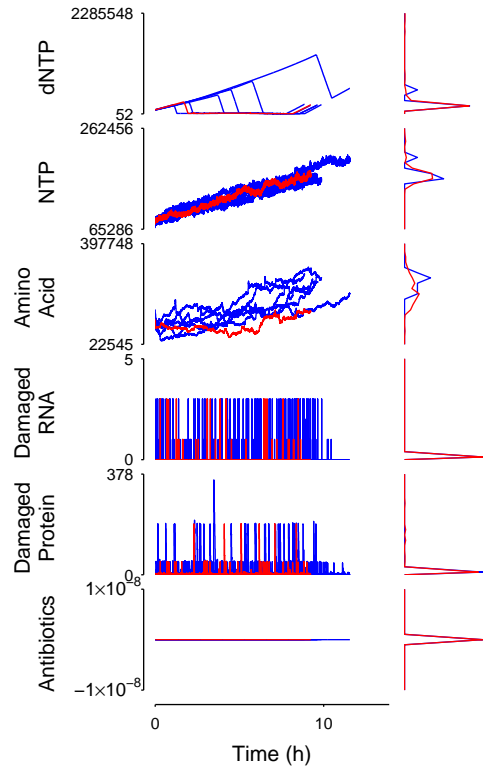 2285548
dNTP
52
262456
NTP
65286
397748
Amino
Acid
22545
5
Damaged
RNA
0
378
Damaged
Protein
0
1×10⁻⁸
Antibiotics
−1×10⁻⁸
0 10
Time (h)